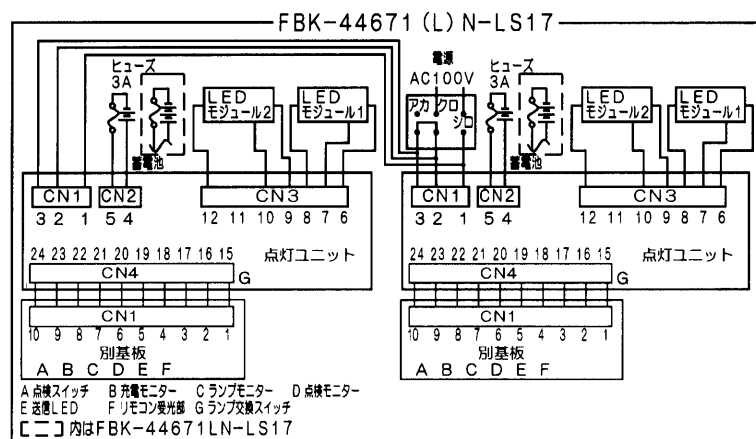 FBK-44671(L)N-LS17
電源
AC100V
アカ クロ
シロ
ヒューズ
3A
蓄電池
LED
モジュール2
LED
モジュール1
ヒューズ
3A
蓄電池
LED
モジュール2
LED
モジュール1
CN1 CN2 CN3
3 2 1 5 4 12 11 10 9 8 7 6
CN1 CN2 CN3
3 2 1 5 4 12 11 10 9 8 7 6
24 23 22 21 20 19 18 17 16 15 点灯ユニット
CN4 G
24 23 22 21 20 19 18 17 16 15 点灯ユニット
CN4 G
CN1
10 9 8 7 6 5 4 3 2 1
別基板
A B C D E F
CN1
10 9 8 7 6 5 4 3 2 1
別基板
A B C D E F
A 点検スイッチ B 充電モニター C ランプモニター D 点検モニター
E 送信LED F リモコン受光部 G ランプ交換スイッチ
内はFBK-44671LN-LS17